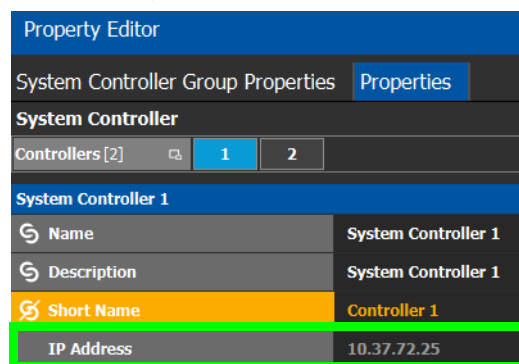 Property Editor
System Controller Group Properties Properties
System Controller
Controllers [2] 1 2
System Controller 1
Name System Controller 1
Description System Controller 1
Short Name Controller 1
IP Address 10.37.72.25